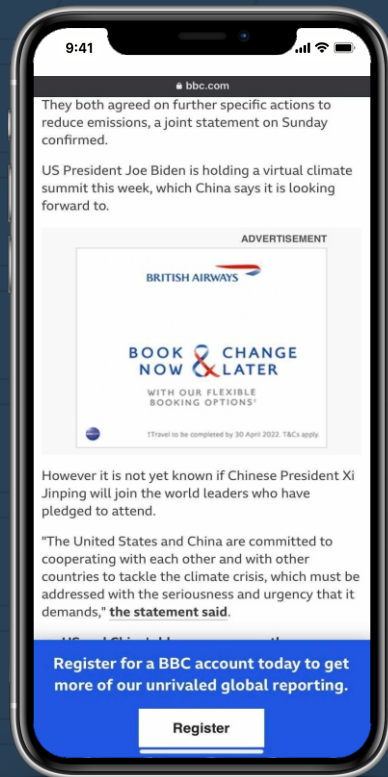 9:41
bbc.com
They both agreed on further specific actions to
reduce emissions, a joint statement on Sunday
confirmed.
US President Joe Biden is holding a virtual climate
summit this week, which China says it is looking
forward to.
ADVERTISEMENT
BRITISH AIRWAYS
BOOK & CHANGE
NOW & LATER
WITH OUR FLEXIBLE
BOOKING OPTIONS†
†Travel to be completed by 30 April 2022. T&Cs apply.
However it is not yet known if Chinese President Xi
Jinping will join the world leaders who have
pledged to attend.
"The United States and China are committed to
cooperating with each other and with other
countries to tackle the climate crisis, which must be
addressed with the seriousness and urgency that it
demands," the statement said.
Register for a BBC account today to get
more of our unrivaled global reporting.
Register